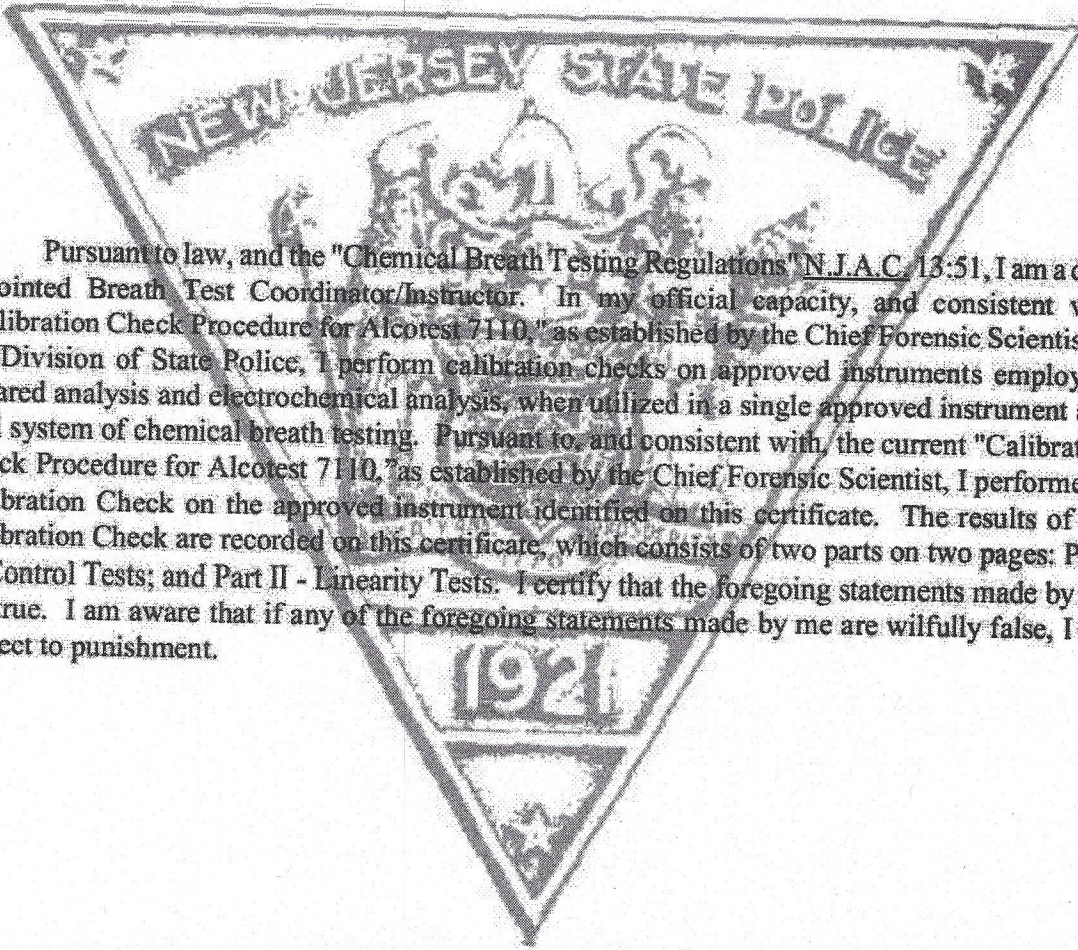 NEW JERSEY STATE POLICE
Pursuant to law, and the "Chemical Breath Testing Regulations" N.J.A.C. 13:51, I am a d
ointed Breath Test Coordinator/Instructor. In my official capacity, and consistent
libration Check Procedure for Alcotest 7110," as established by the Chief Forensic Scientis
Division of State Police, I perform calibration checks on approved instruments employ
ared analysis and electrochemical analysis, when utilized in a single approved instrument
l system of chemical breath testing. Pursuant to, and consistent with, the current "Calibrat
ck Procedure for Alcotest 7110," as established by the Chief Forensic Scientist, I performe
bration Check on the approved instrument identified on this certificate. The results of
bration Check are recorded on this certificate, which consists of two parts on two pages: P
Control Tests; and Part II - Linearity Tests. I certify that the foregoing statements made by
true. I am aware that if any of the foregoing statements made by me are wilfully false, I
ect to punishment.
1921